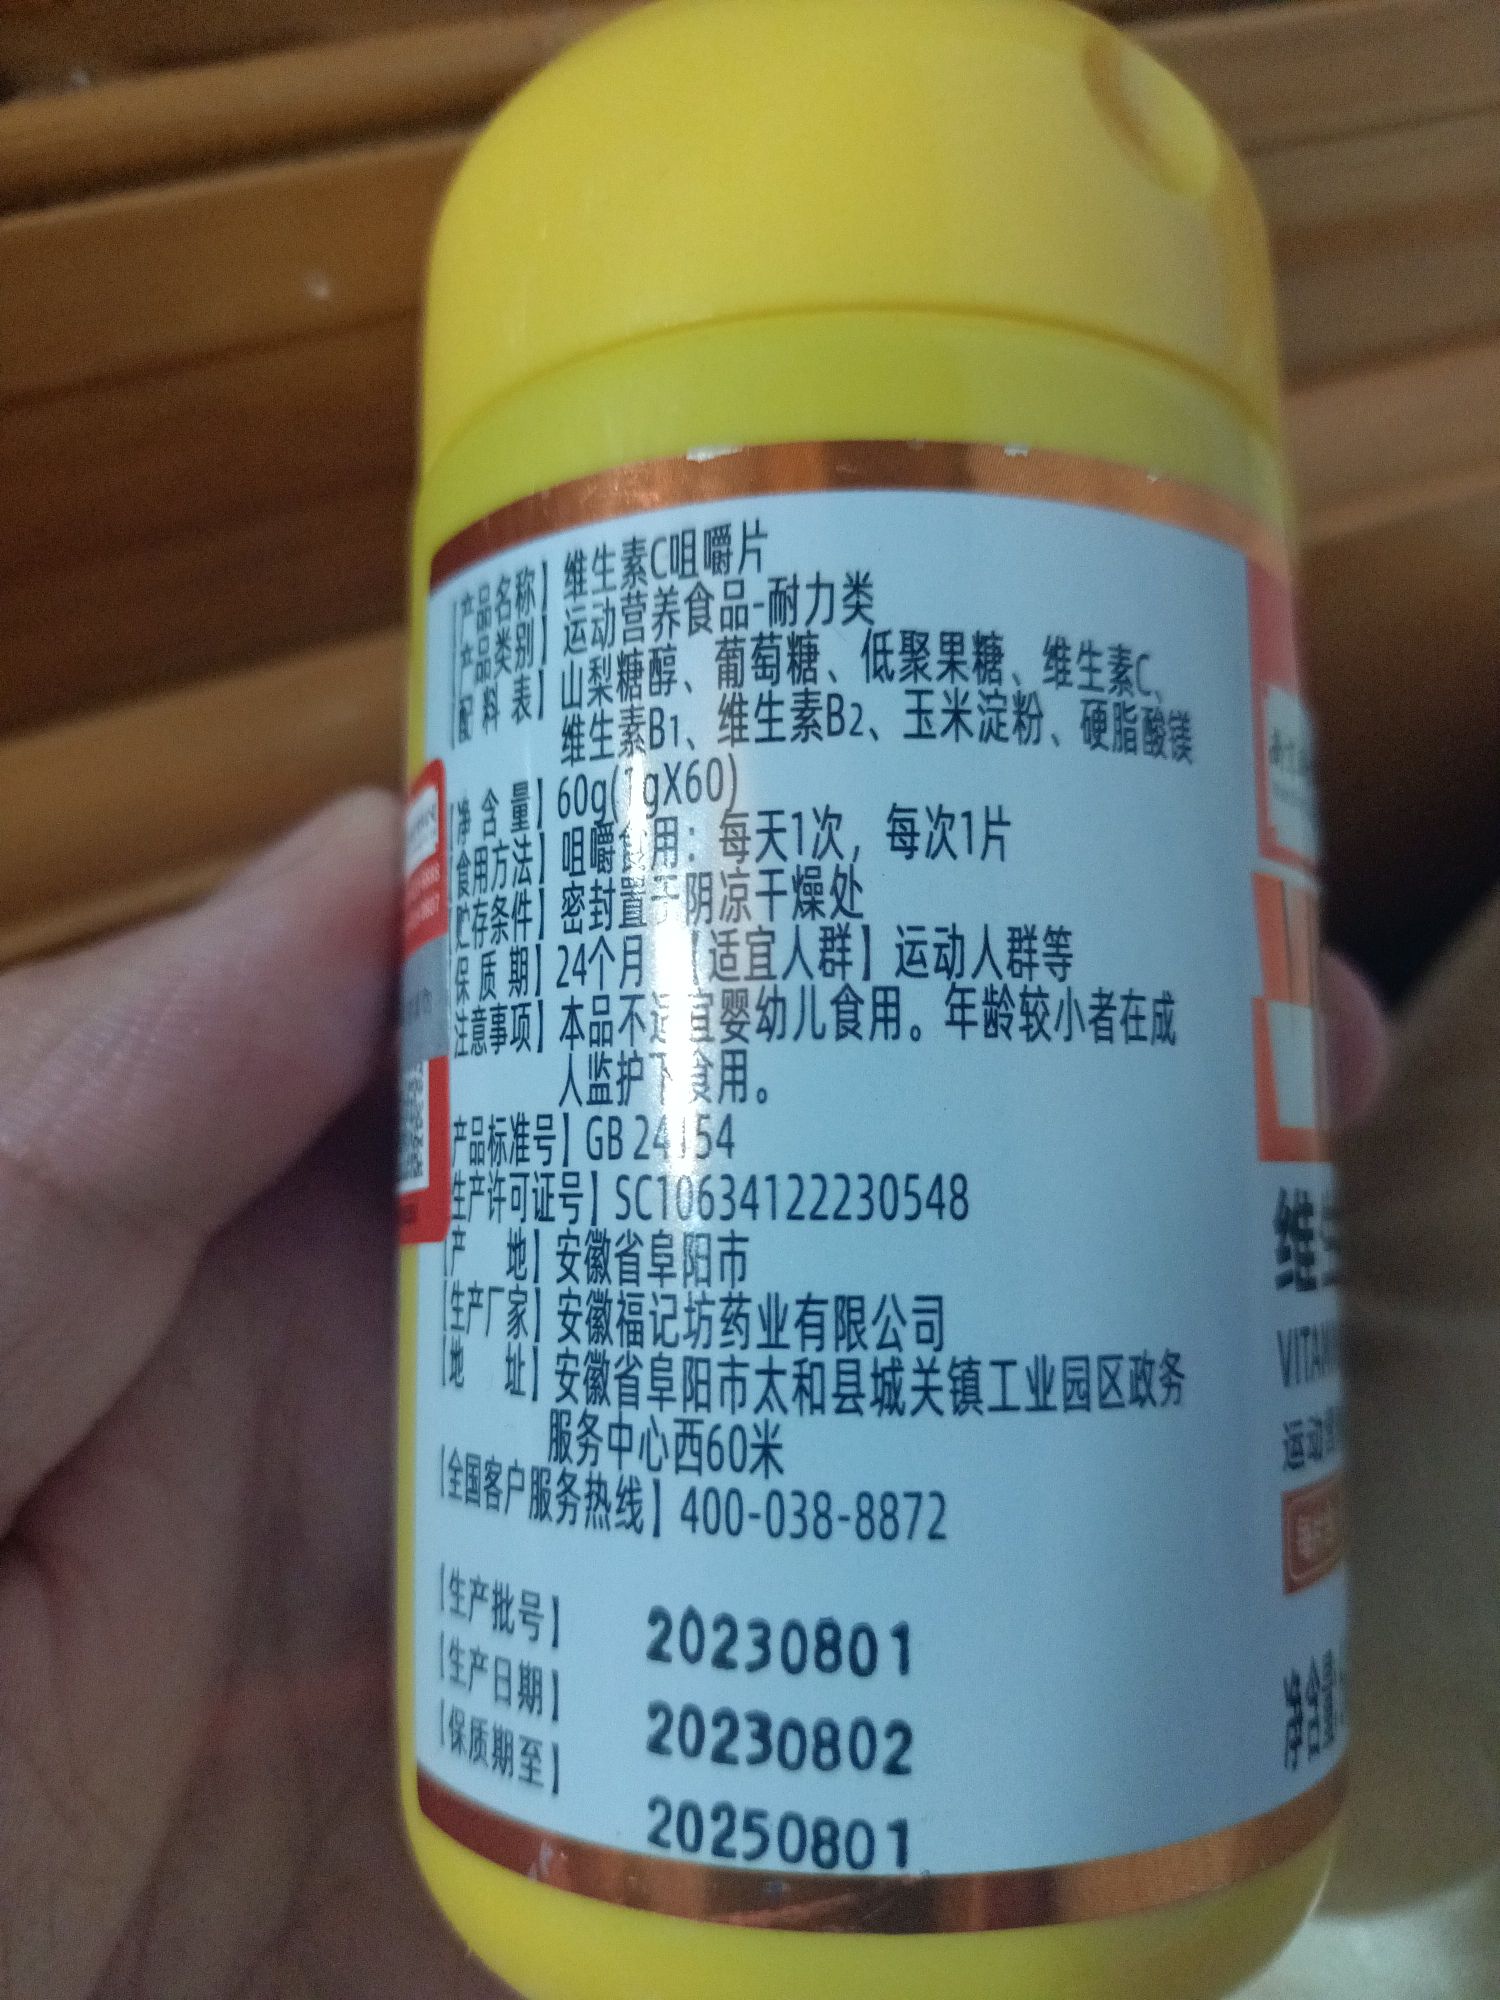 【产品名称】维生素C咀嚼片
【产品类别】运动营养食品-耐力类
【配料表】山梨糖醇、葡萄糖、低聚果糖、维生素C、
维生素B1、维生素B2、玉米淀粉、硬脂酸镁
【净含量】60g(1gX60)
【食用方法】咀嚼食用:每天1次,每次1片
【贮存条件】密封置于阴凉干燥处
【保质期】24个月 【适宜人群】运动人群等
【注意事项】本品不适宜婴幼儿食用。年龄较小者在成
人监护下食用。
【产品标准号】GB 24154
【生产许可证号】SC10634122230548
【产地】安徽省阜阳市
【生产厂家】安徽福记坊药业有限公司
【地址】安徽省阜阳市太和县城关镇工业园区政务
服务中心西60米
【全国客户服务热线】400-038-8872
【生产批号】 20230801
【生产日期】 20230802
【保质期至】 20250801
维生
VITAM
运动
净含量